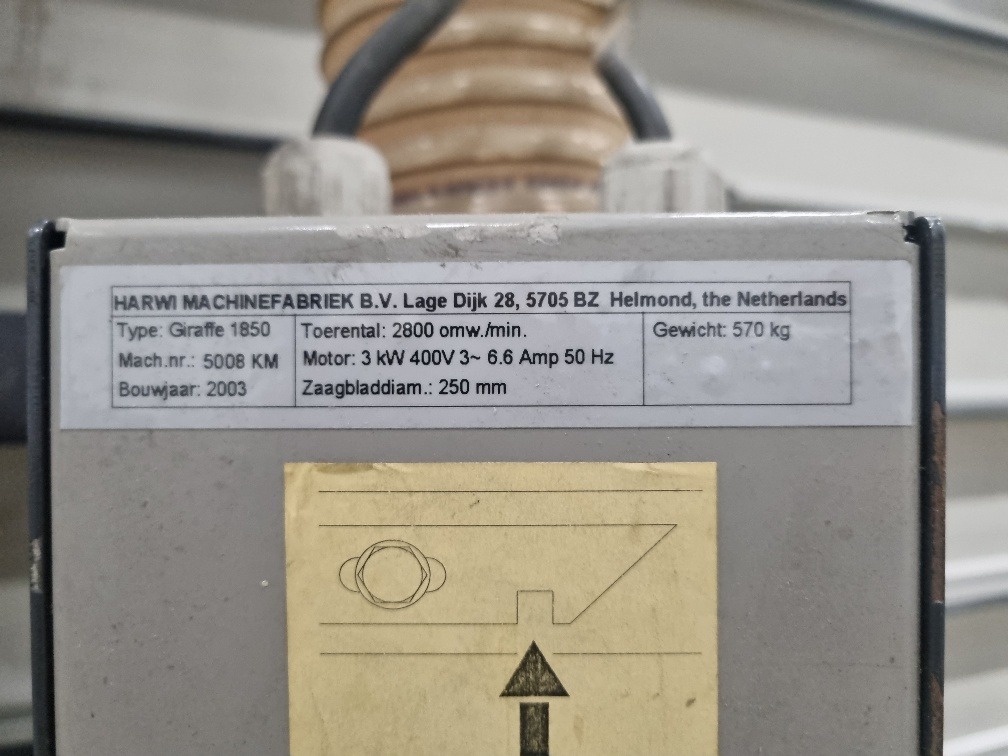 HARWI MACHINEFABRIEK B.V. Lage Dijk 28, 5705 BZ Helmond, the Netherlands
Type: Giraffe 1850
Mach.nr.: 5008 KM
Bouwjaar: 2003
Toerental: 2800 omw./min.
Motor: 3 kW 400V 3~ 6.6 Amp 50 Hz
Zaagbladdiam.: 250 mm
Gewicht: 570 kg